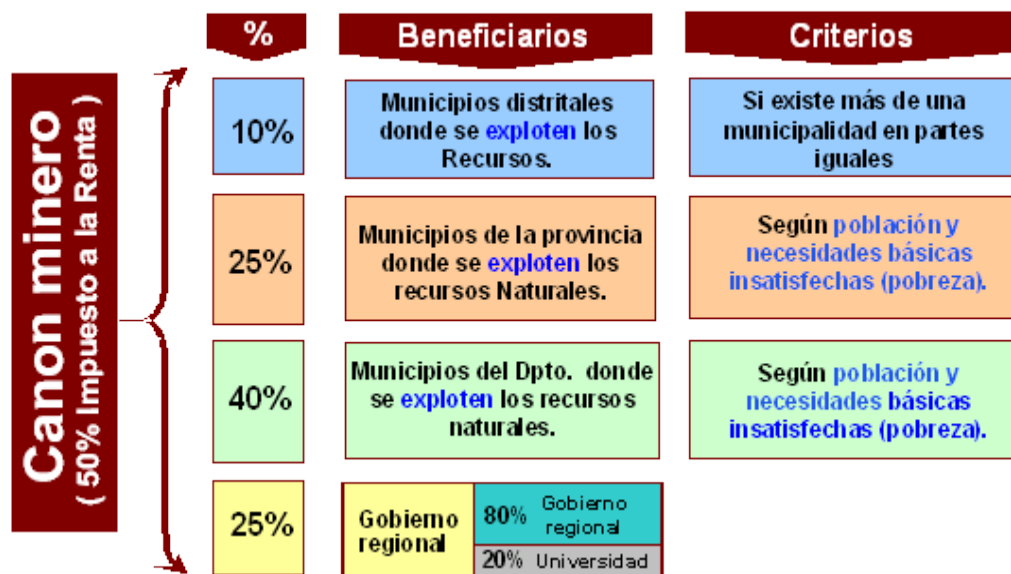 Canon minero
( 50% Impuesto a la Renta )
%
Beneficiarios
Criterios
10%
Municipios distritales
donde se exploten los
Recursos.
Si existe más de una
municipalidad en partes
iguales
25%
Municipios de la provincia
donde se exploten los
recursos Naturales.
Según población y
necesidades básicas
insatisfechas (pobreza).
40%
Municipios del Dpto. donde
se exploten los recursos
naturales.
Según población y
necesidades básicas
insatisfechas (pobreza).
25%
Gobierno
regional
80% Gobierno
regional
20% Universidad